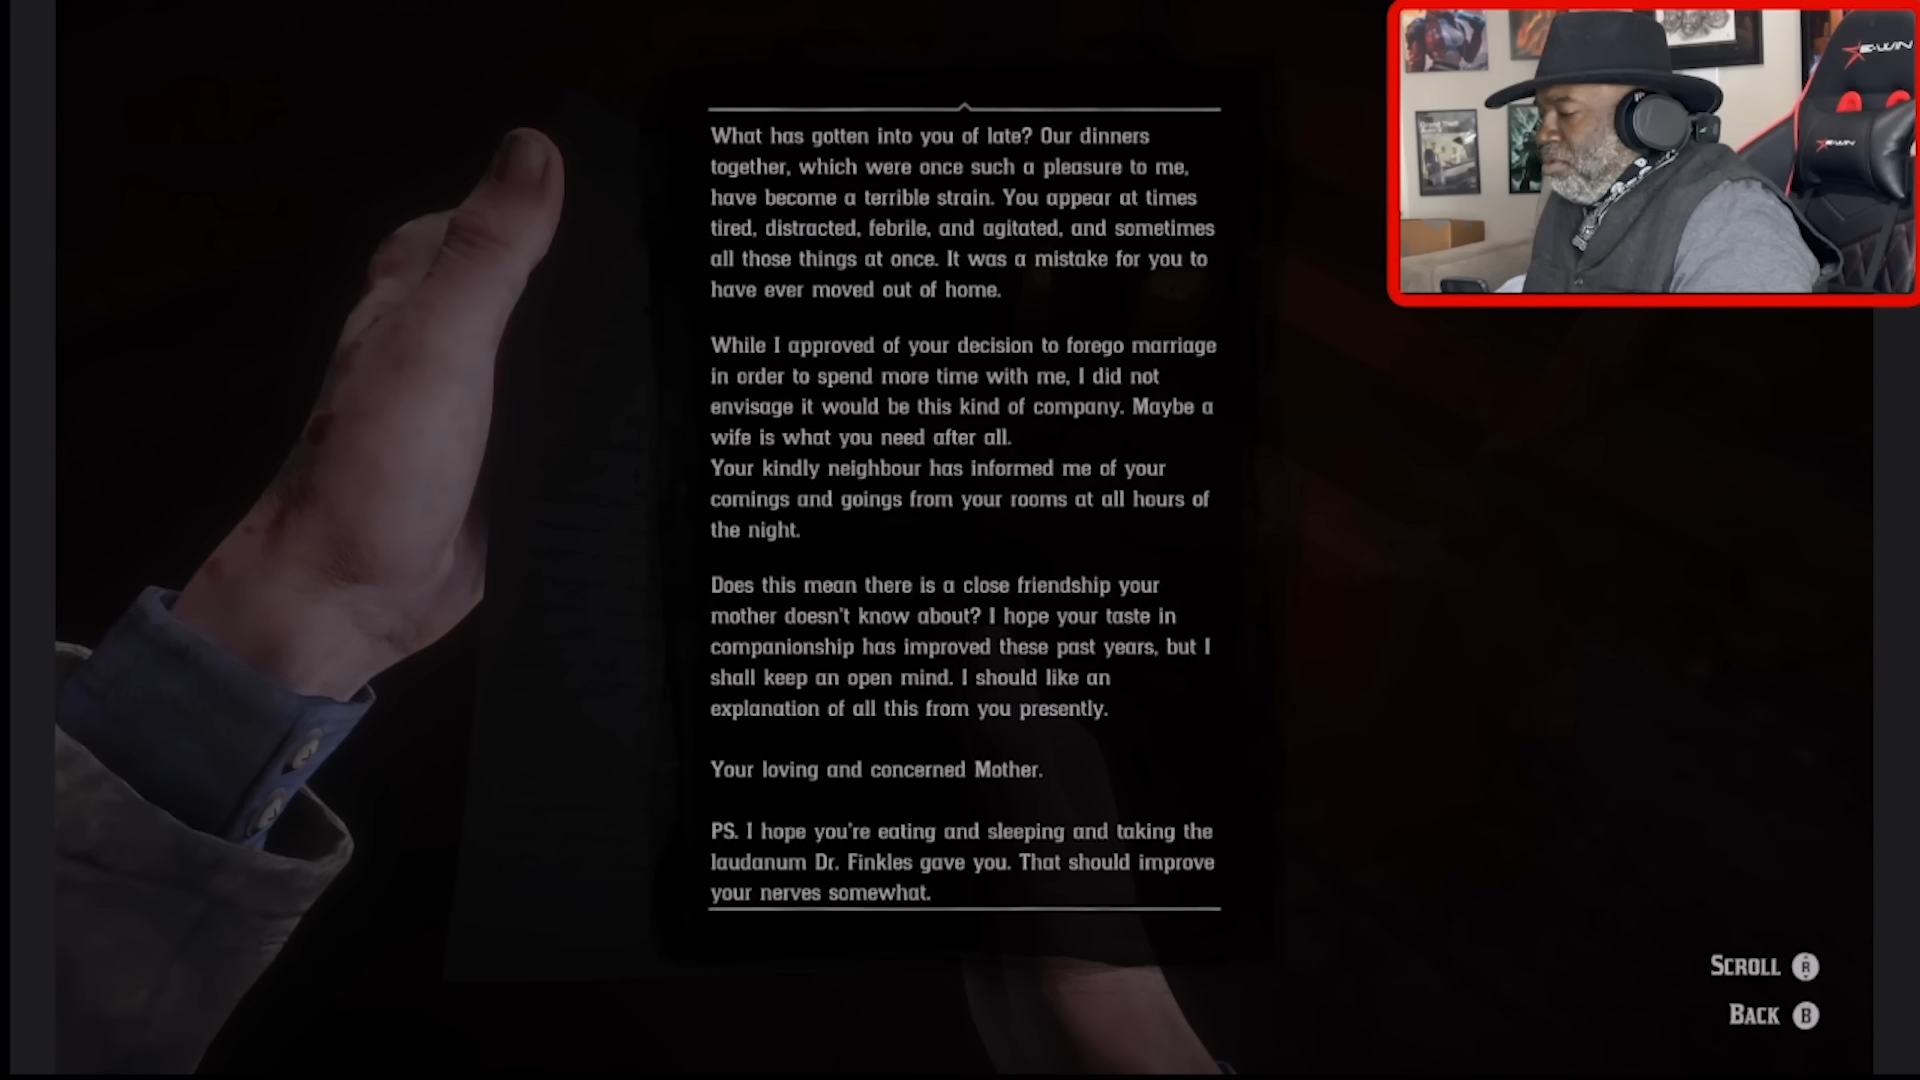 What has gotten into you of late? Our dinners
together, which were once such a pleasure to me,
have become a terrible strain. You appear at times
tired, distracted, febrile, and agitated, and sometimes
all those things at once. It was a mistake for you to
have ever moved out of home.
While I approved of your decision to forego marriage
in order to spend more time with me, I did not
envisage it would be this kind of company. Maybe a
wife is what you need after all.
Your kindly neighbour has informed me of your
comings and goings from your rooms at all hours of
the night.
Does this mean there is a close friendship your
mother doesn't know about? I hope your taste in
companionship has improved these past years, but I
shall keep an open mind. I should like an
explanation of all this from you presently.
Your loving and concerned Mother.
PS. I hope you're eating and sleeping and taking the
laudanum Dr. Finkles gave you. That should improve
your nerves somewhat.
SCROLL R
BACK B
E-WIN
E-WIN